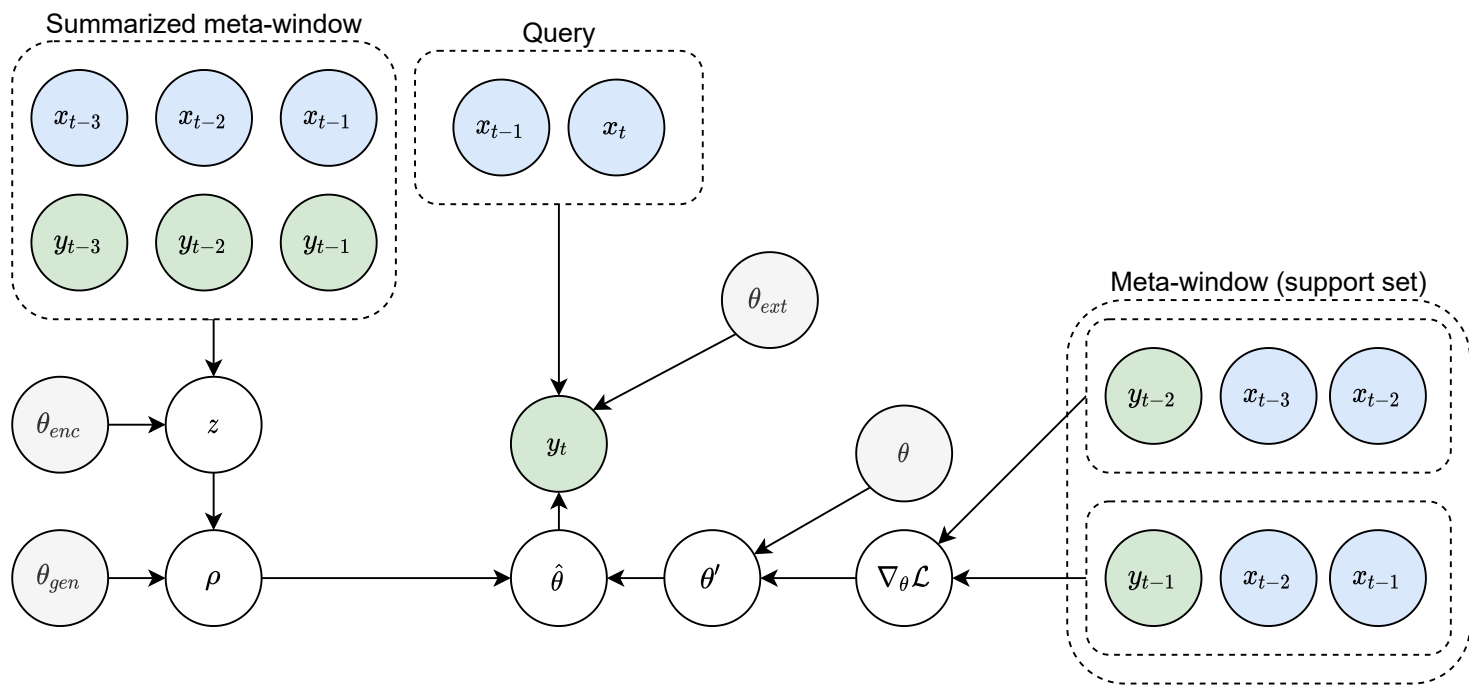 Summarized meta-window
Query
x_{t-3} x_{t-2} x_{t-1}
x_{t-1} x_t
y_{t-3} y_{t-2} y_{t-1}
θ_{ext}
Meta-window (support set)
y_{t-2} x_{t-3} x_{t-2}
θ_{enc} z
y_t
θ
θ_{gen} ρ
θ̂ θ′ ∇_θ ℒ
y_{t-1} x_{t-2} x_{t-1}